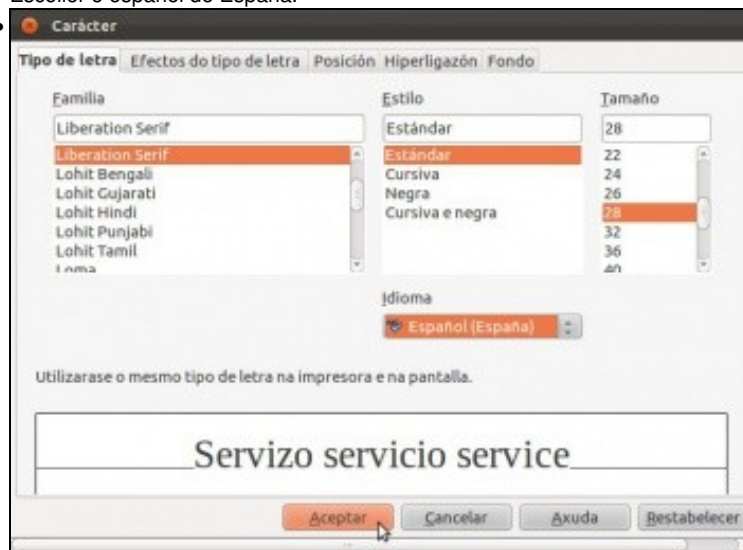 Escoller o español de España.
Carácter
Tipo de letra Efectos do tipo de letra Posición Hiperligazón Fondo
Familia Estilo Tamaño
Liberation Serif Estándar 28
Liberation Serif Estándar 22
Lohit Bengali Cursiva 24
Lohit Gujarati Negra 26
Lohit Hindi Cursiva e negra 28
Lohit Punjabi 32
Lohit Tamil 36
Loma 40
Idioma
Español (España)
Utilizarase o mesmo tipo de letra na impresora e na pantalla.
Servizo servicio service
Aceptar Cancelar Axuda Restabelecer